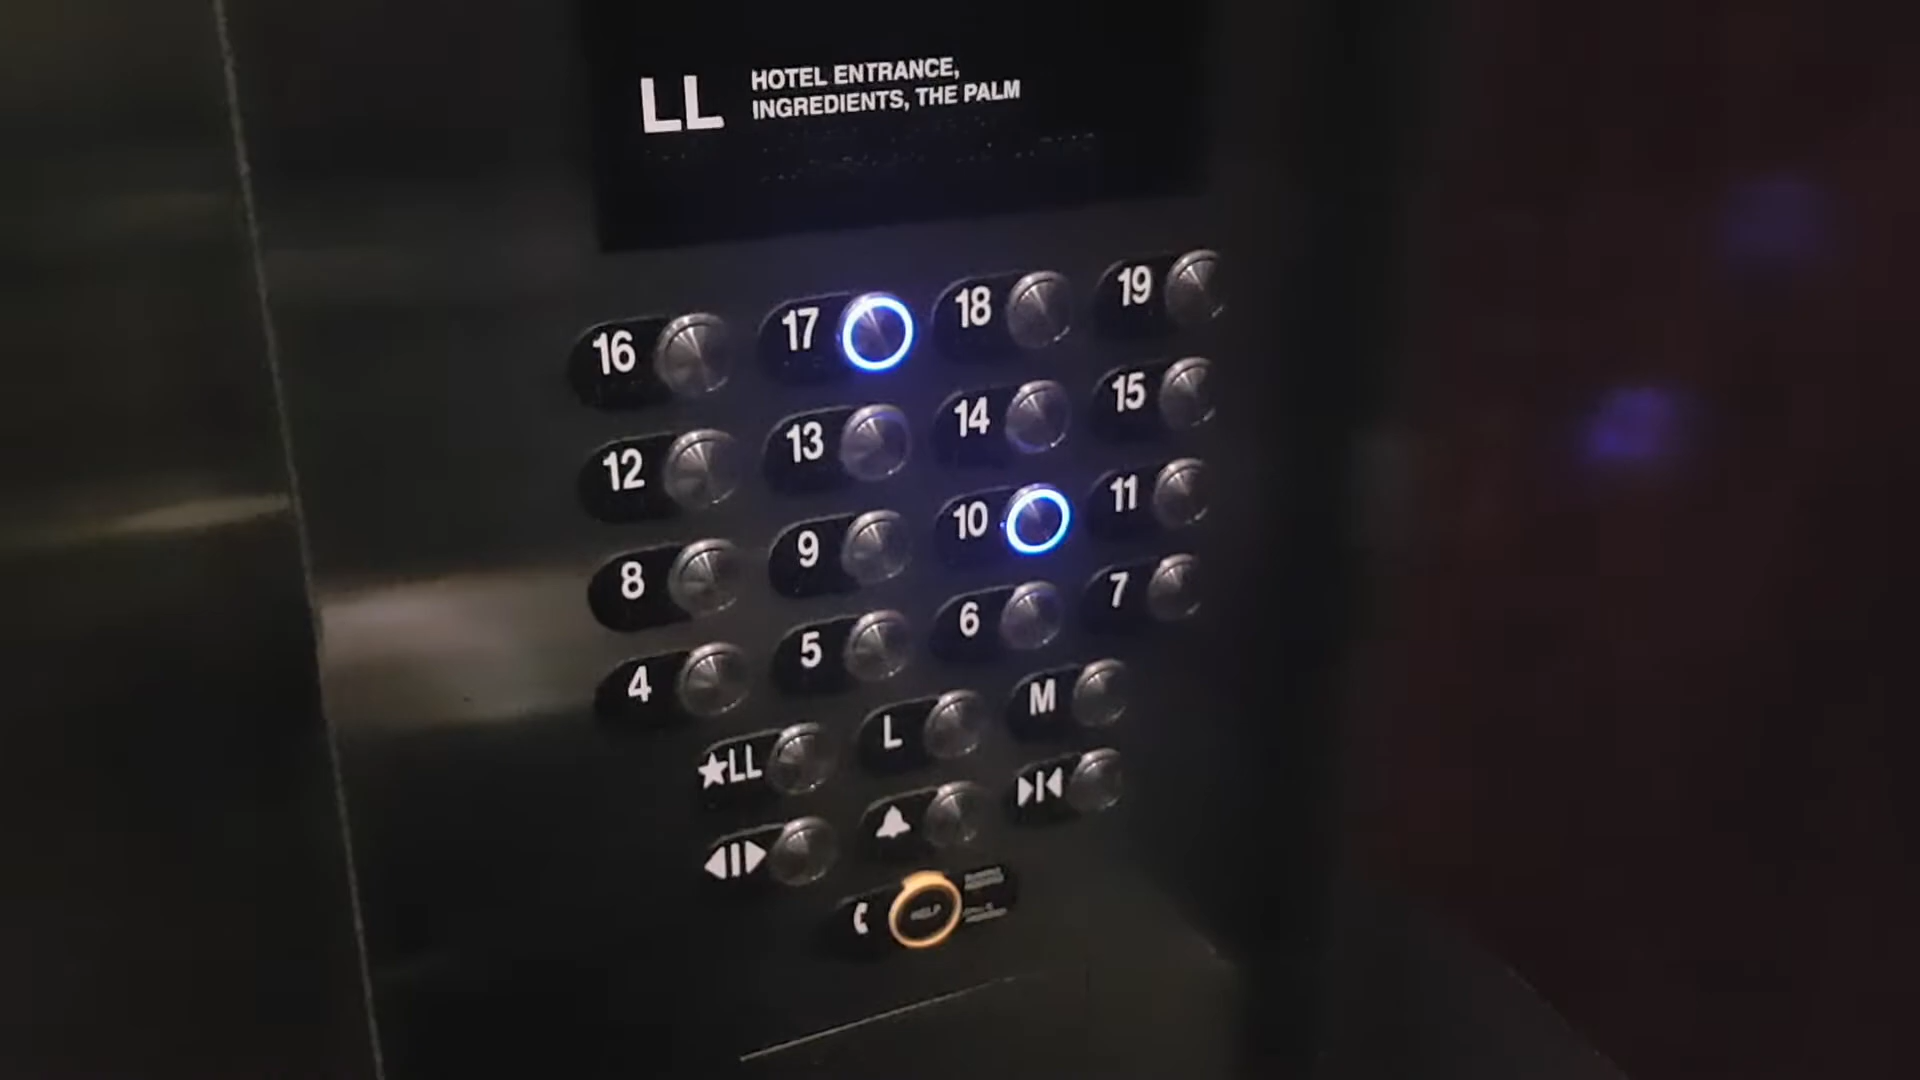 LL
HOTEL ENTRANCE,
INGREDIENTS, THE PALM
16 17 18 19
12 13 14 15
8 9 10 11
4 5 6 7
★LL L M
HELP